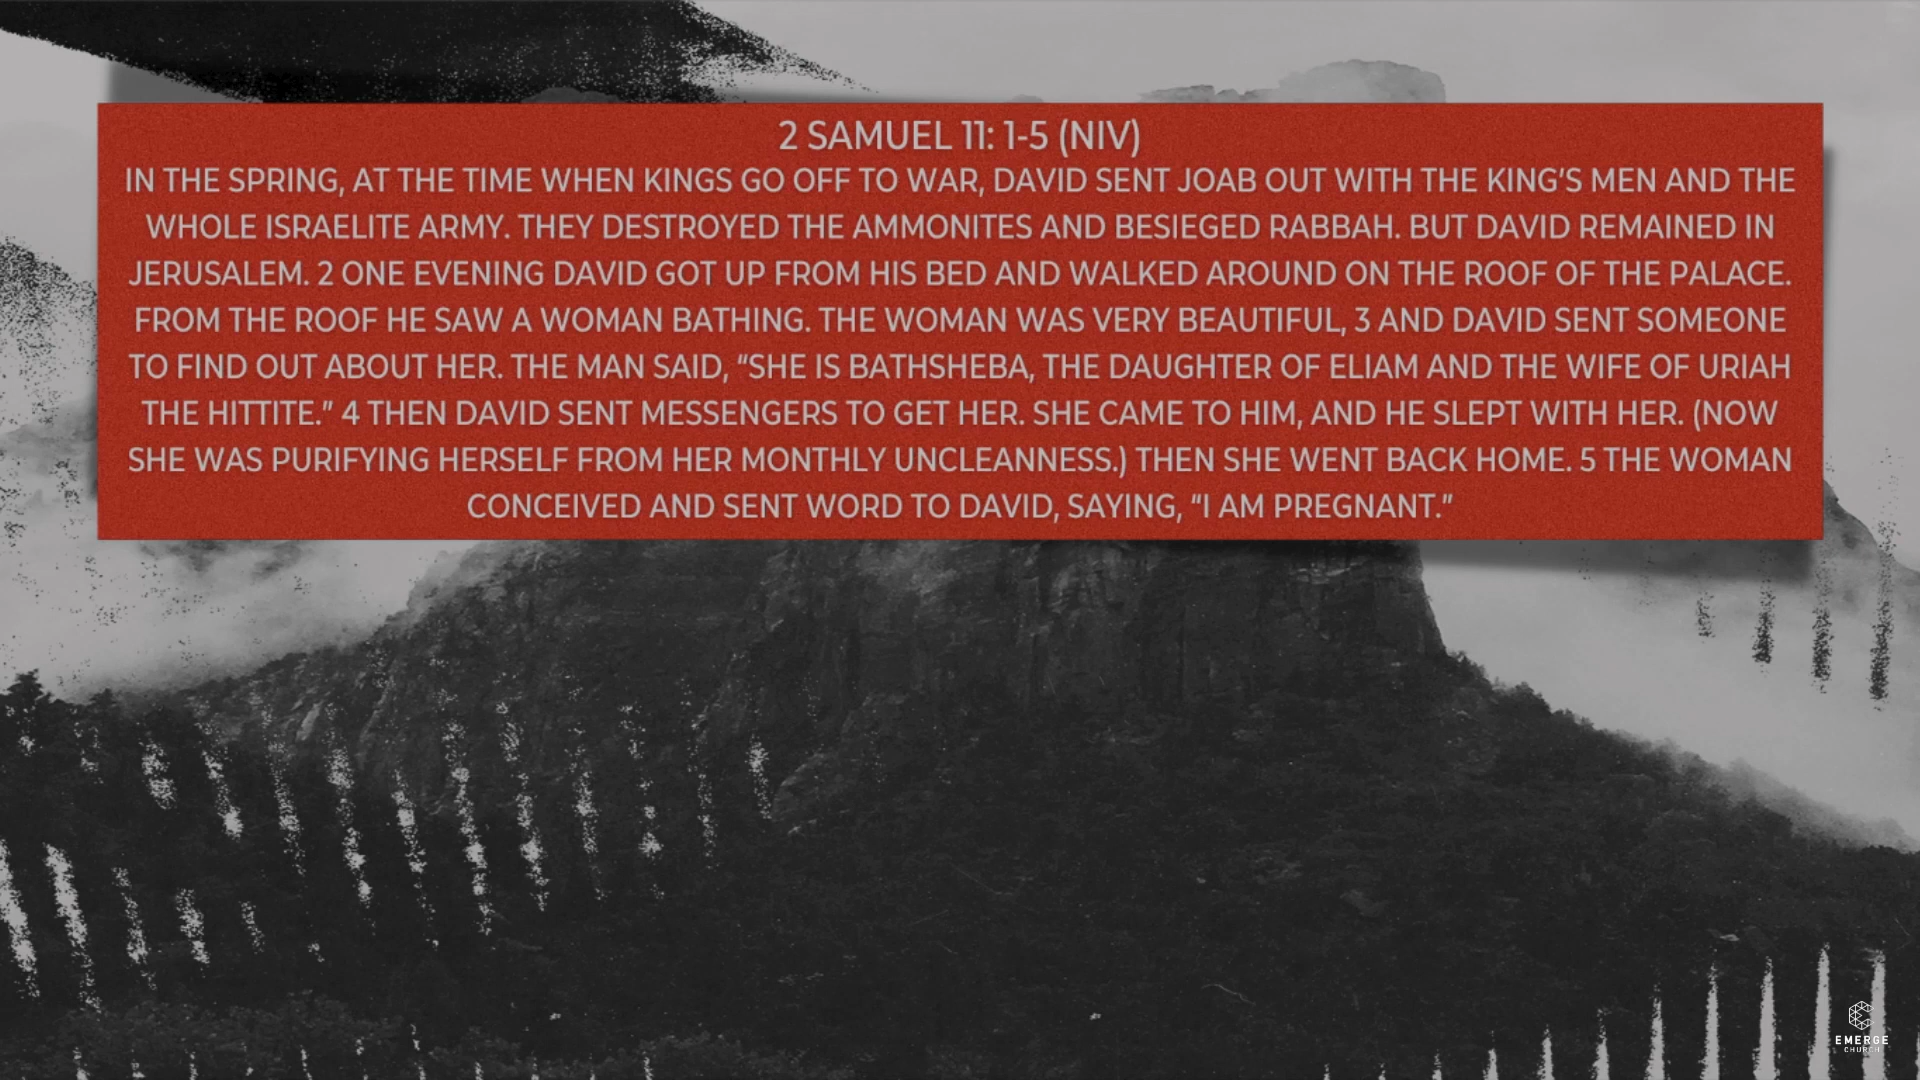 2 SAMUEL 11: 1-5 (NIV)
IN THE SPRING, AT THE TIME WHEN KINGS GO OFF TO WAR, DAVID SENT JOAB OUT WITH THE KING’S MEN AND THE
WHOLE ISRAELITE ARMY. THEY DESTROYED THE AMMONITES AND BESIEGED RABBAH. BUT DAVID REMAINED IN
JERUSALEM. 2 ONE EVENING DAVID GOT UP FROM HIS BED AND WALKED AROUND ON THE ROOF OF THE PALACE.
FROM THE ROOF HE SAW A WOMAN BATHING. THE WOMAN WAS VERY BEAUTIFUL, 3 AND DAVID SENT SOMEONE
TO FIND OUT ABOUT HER. THE MAN SAID, “SHE IS BATHSHEBA, THE DAUGHTER OF ELIAM AND THE WIFE OF URIAH
THE HITTITE.” 4 THEN DAVID SENT MESSENGERS TO GET HER. SHE CAME TO HIM, AND HE SLEPT WITH HER. (NOW
SHE WAS PURIFYING HERSELF FROM HER MONTHLY UNCLEANNESS.) THEN SHE WENT BACK HOME. 5 THE WOMAN
CONCEIVED AND SENT WORD TO DAVID, SAYING, “I AM PREGNANT.”
EMERGE
CHURCH